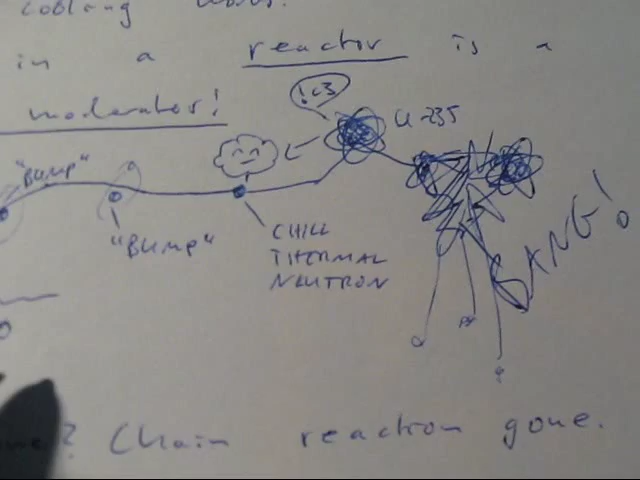 cooling
in a reactor is a
moderator!
! <3
U-235
"BUMP"
"BUMP"
CHILL
THERMAL
NEUTRON
BANG!
? Chain reaction gone.